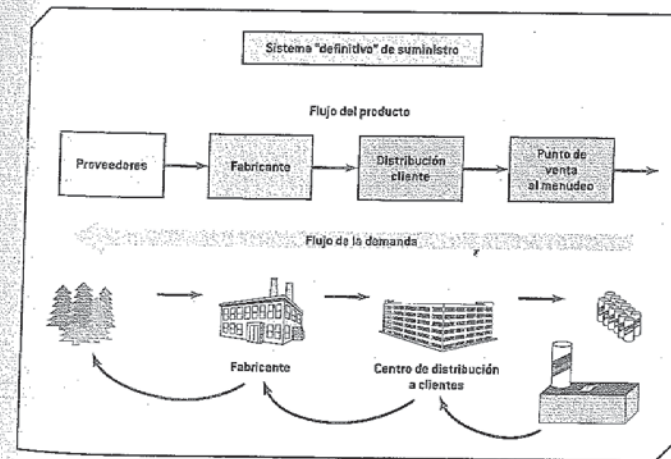 Sistema "definitivo" de suministro
Flujo del producto
Proveedores
Fabricante
Distribución
cliente
Punto de
venta
al menudeo
Flujo de la demanda
Fabricante
Centro de distribución
a clientes